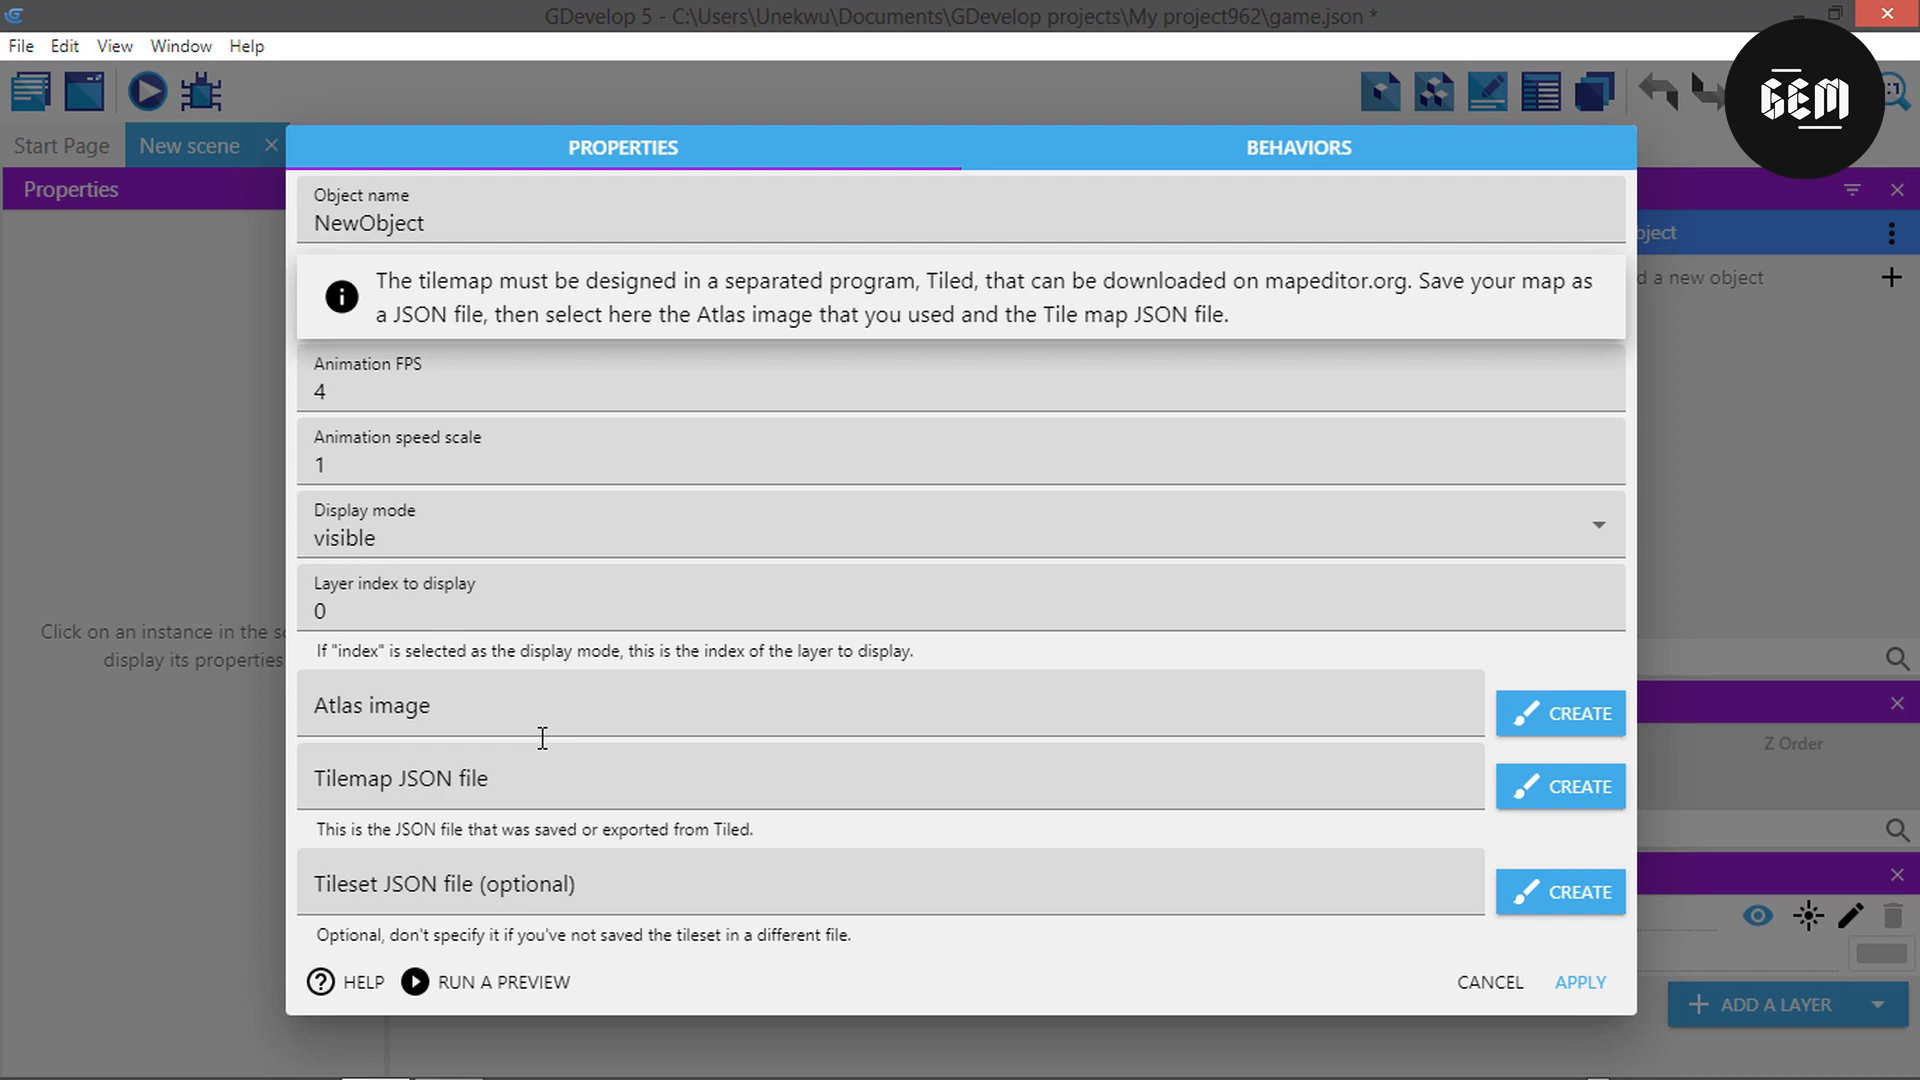 GDevelop 5 - C:\Users\Unekwu\Documents\GDevelop projects\My project962\game.json *
File Edit View Window Help
GEM
Start Page New scene
PROPERTIES BEHAVIORS
Properties
Object name
NewObject
bject
The tilemap must be designed in a separated program, Tiled, that can be downloaded on mapeditor.org. Save your map as
a JSON file, then select here the Atlas image that you used and the Tile map JSON file.
d a new object
Animation FPS
4
Animation speed scale
1
Display mode
visible
Layer index to display
0
Click on an instance in the s
display its properties
If "index" is selected as the display mode, this is the index of the layer to display.
Atlas image
CREATE
Z Order
Tilemap JSON file
CREATE
This is the JSON file that was saved or exported from Tiled.
Tileset JSON file (optional)
CREATE
Optional, don't specify it if you've not saved the tileset in a different file.
HELP RUN A PREVIEW CANCEL APPLY
ADD A LAYER